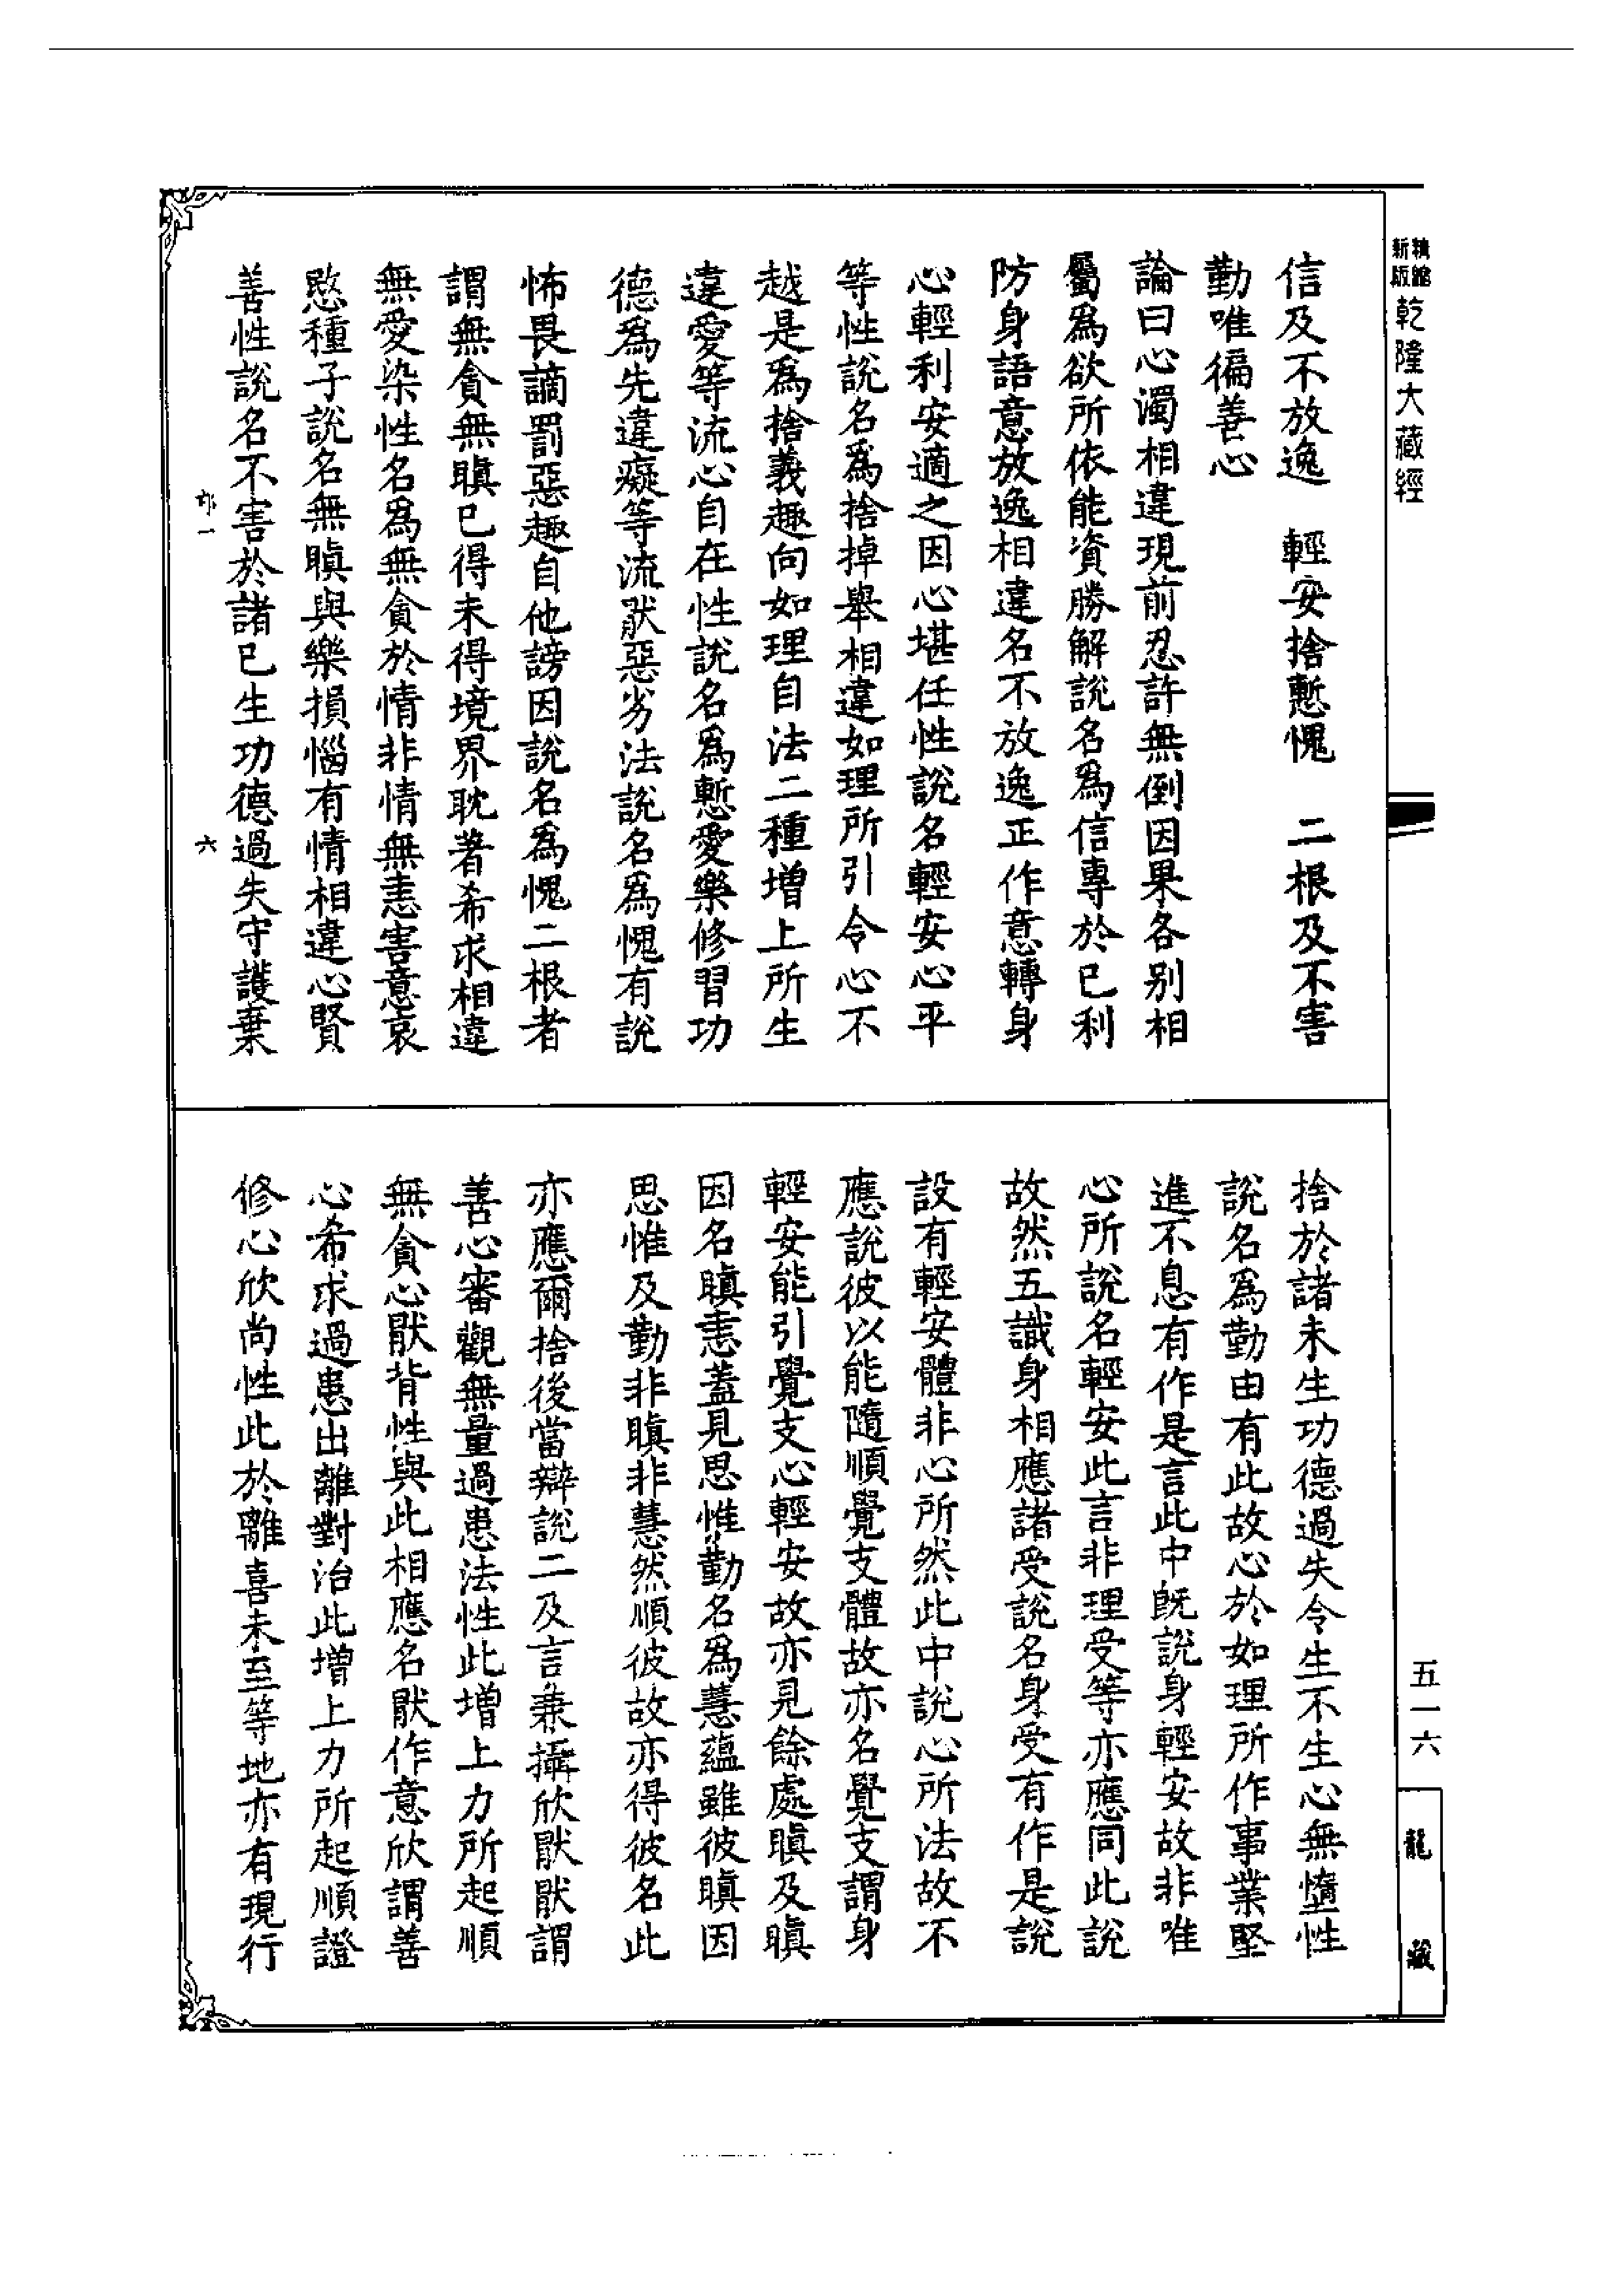 精縮新版乾隆大藏經
信及不放逸　輕安捨慙愧　二根及不害
勤唯徧善心
論曰心濁相違現前忍許無倒因果各別相
屬爲欲所依能資勝解說名爲信專於已利
防身語意放逸相違名不放逸正作意轉身
心輕利安適之因心堪任性說名輕安心平
等性說名爲捨掉舉相違如理所引令心不
越是爲捨義趣向如理自法二種增上所生
違愛等流心自在性說名爲慙愛樂修習功
德爲先違癡等流猒惡劣法說名爲愧有說
怖畏謫罰惡趣自他謗因說名爲愧二根者
謂無貪無瞋已得未得境界耽著希求相違
無愛染性名爲無貪於情非情無恚害意哀
愍種子說名無瞋與樂損惱有情相違心賢
善性說名不害於諸已生功德過失守護棄
六
捨於諸未生功德過失令生不生心無墮性
說名爲勤由有此故心於如理所作事業堅
進不息有作是言此中旣說身輕安故非唯
心所說名輕安此言非理受等亦應同此說
故然五識身相應諸受說名身受有作是說
設有輕安體非心所然此中說心所法故不
應說彼以能隨順覺支體故亦名覺支謂身
輕安能引覺支心輕安故亦見餘處瞋及瞋
因名瞋恚蓋見思惟勤名爲慧蘊雖彼瞋因
思惟及勤非瞋非慧然順彼故亦得彼名此
亦應爾捨後當辯說二及言兼攝欣猒猒謂
善心審觀無量過患法性此增上力所起順
無貪心猒背性與此相應名猒作意欣謂善
心希求過患出離對治此增上力所起順證
修心欣尚性此於離喜未至等地亦有現行
五一六
龍藏